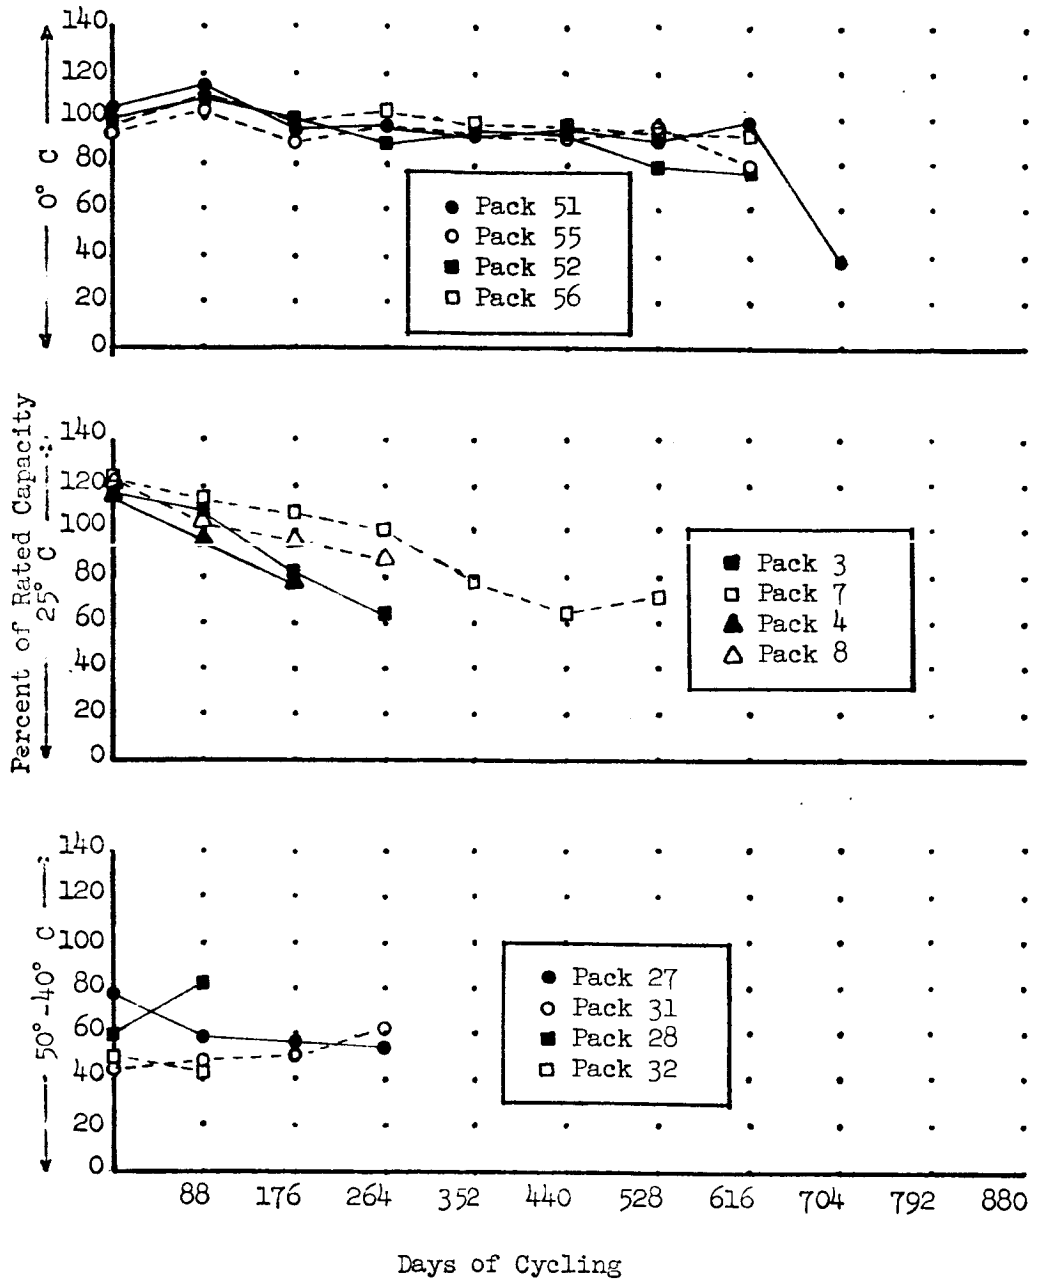 140
120
100
80
60
40
20
0
0° C
Pack 51
Pack 55
Pack 52
Pack 56
Percent of Rated Capacity
140
120
100
80
60
40
20
0
25° C
Pack 3
Pack 7
Pack 4
Pack 8
140
120
100
80
60
40
20
0
50°-40° C
Pack 27
Pack 31
Pack 28
Pack 32
88 176 264 352 440 528 616 704 792 880
Days of Cycling